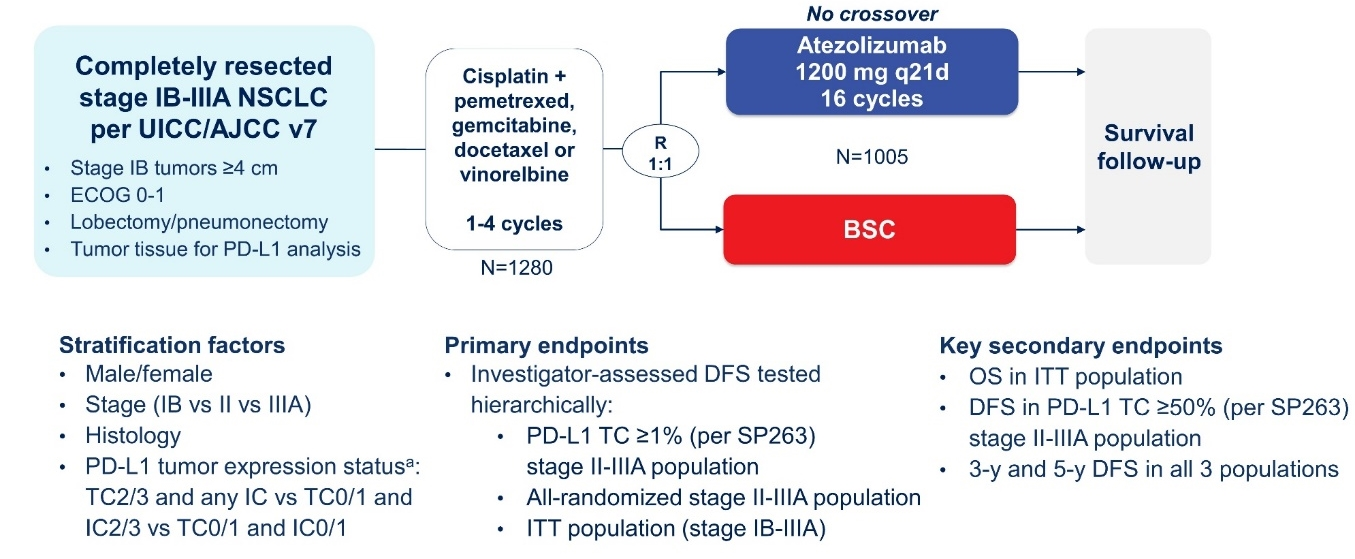 No crossover
Completely resected
stage IB-IIIA NSCLC
per UICC/AJCC v7
• Stage IB tumors ≥4 cm
• ECOG 0-1
• Lobectomy/pneumonectomy
• Tumor tissue for PD-L1 analysis
Cisplatin +
pemetrexed,
gemcitabine,
docetaxel or
vinorelbine
1-4 cycles
N=1280
R
1:1
Atezolizumab
1200 mg q21d
16 cycles
N=1005
BSC
Survival
follow-up
Stratification factors
• Male/female
• Stage (IB vs II vs IIIA)
• Histology
• PD-L1 tumor expression statusᵃ:
TC2/3 and any IC vs TC0/1 and
IC2/3 vs TC0/1 and IC0/1
Primary endpoints
• Investigator-assessed DFS tested
hierarchically:
• PD-L1 TC ≥1% (per SP263)
stage II-IIIA population
• All-randomized stage II-IIIA population
• ITT population (stage IB-IIIA)
Key secondary endpoints
• OS in ITT population
• DFS in PD-L1 TC ≥50% (per SP263)
stage II-IIIA population
• 3-y and 5-y DFS in all 3 populations